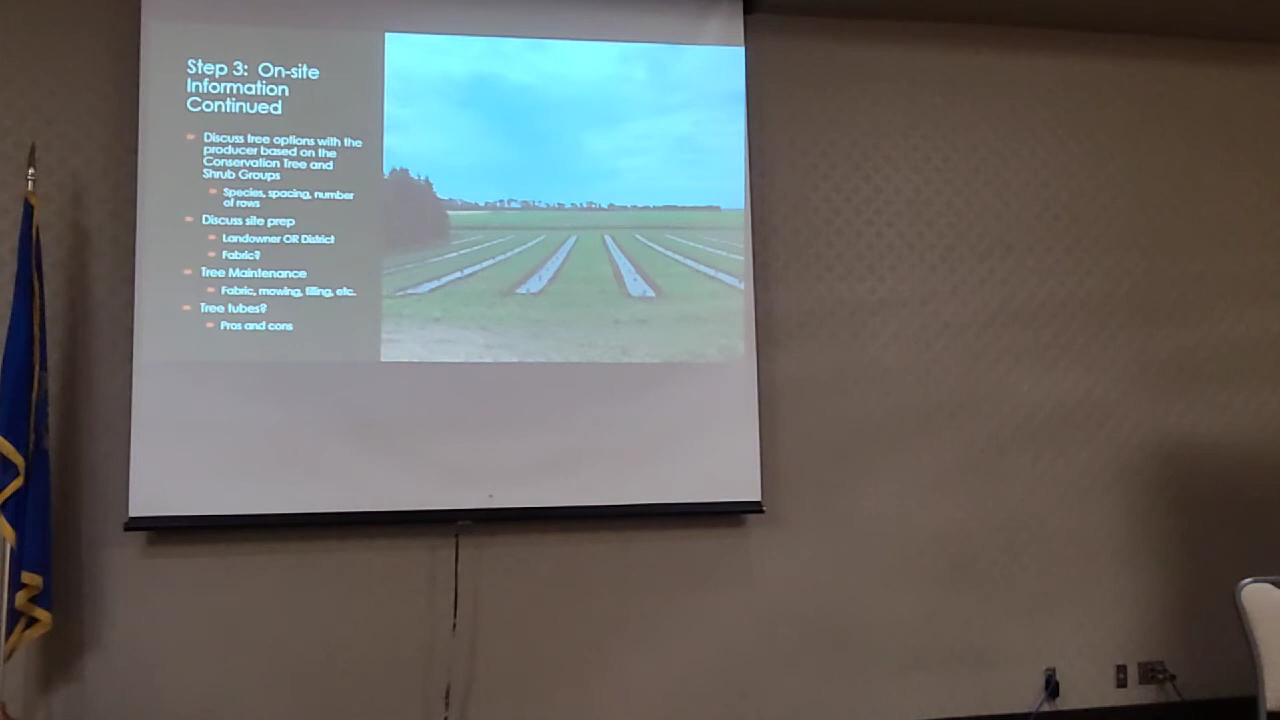 Step 3: On-site
Information
Continued
Discuss tree options with the
producer based on the
Conservation Tree and
Shrub Groups
Species, spacing, number
of rows
Discuss site prep
Landowner OR District
Fabric?
Tree Maintenance
Fabric, mowing, tilling, etc.
Tree tubes?
Pros and cons